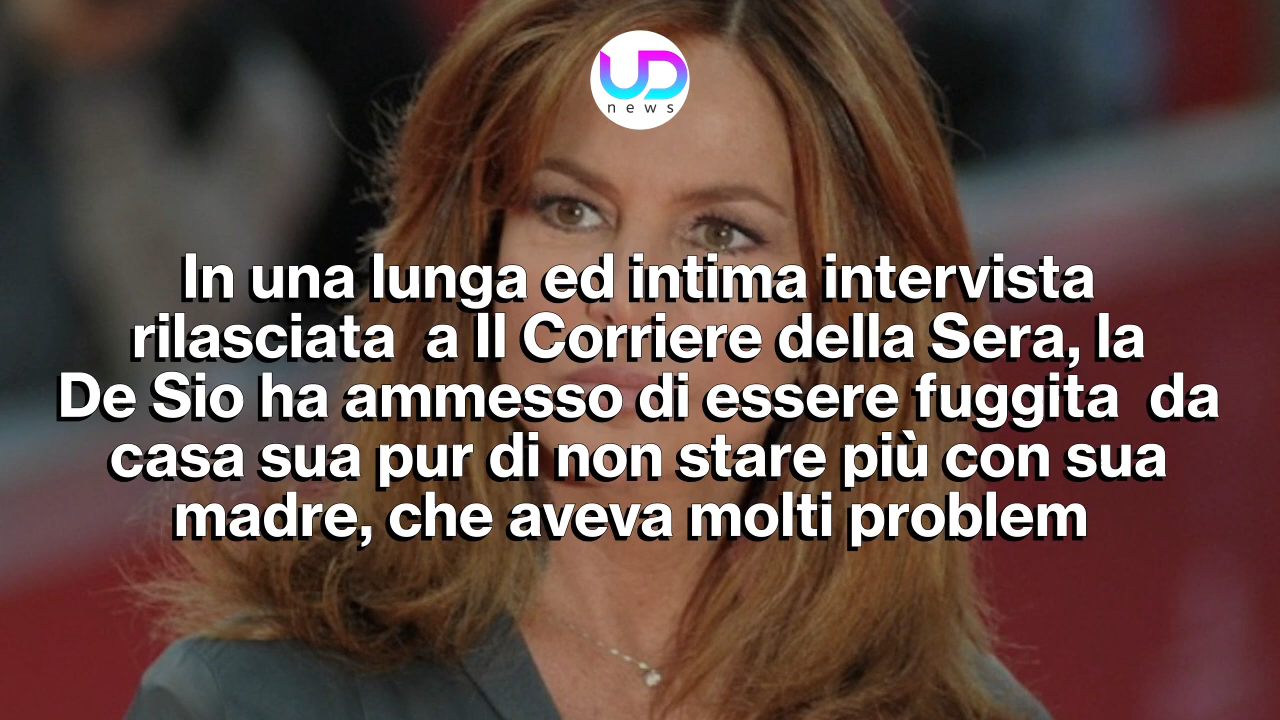 UD
news
In una lunga ed intima intervista
rilasciata  a Il Corriere della Sera, la
De Sio ha ammesso di essere fuggita  da
casa sua pur di non stare più con sua
madre, che aveva molti problem